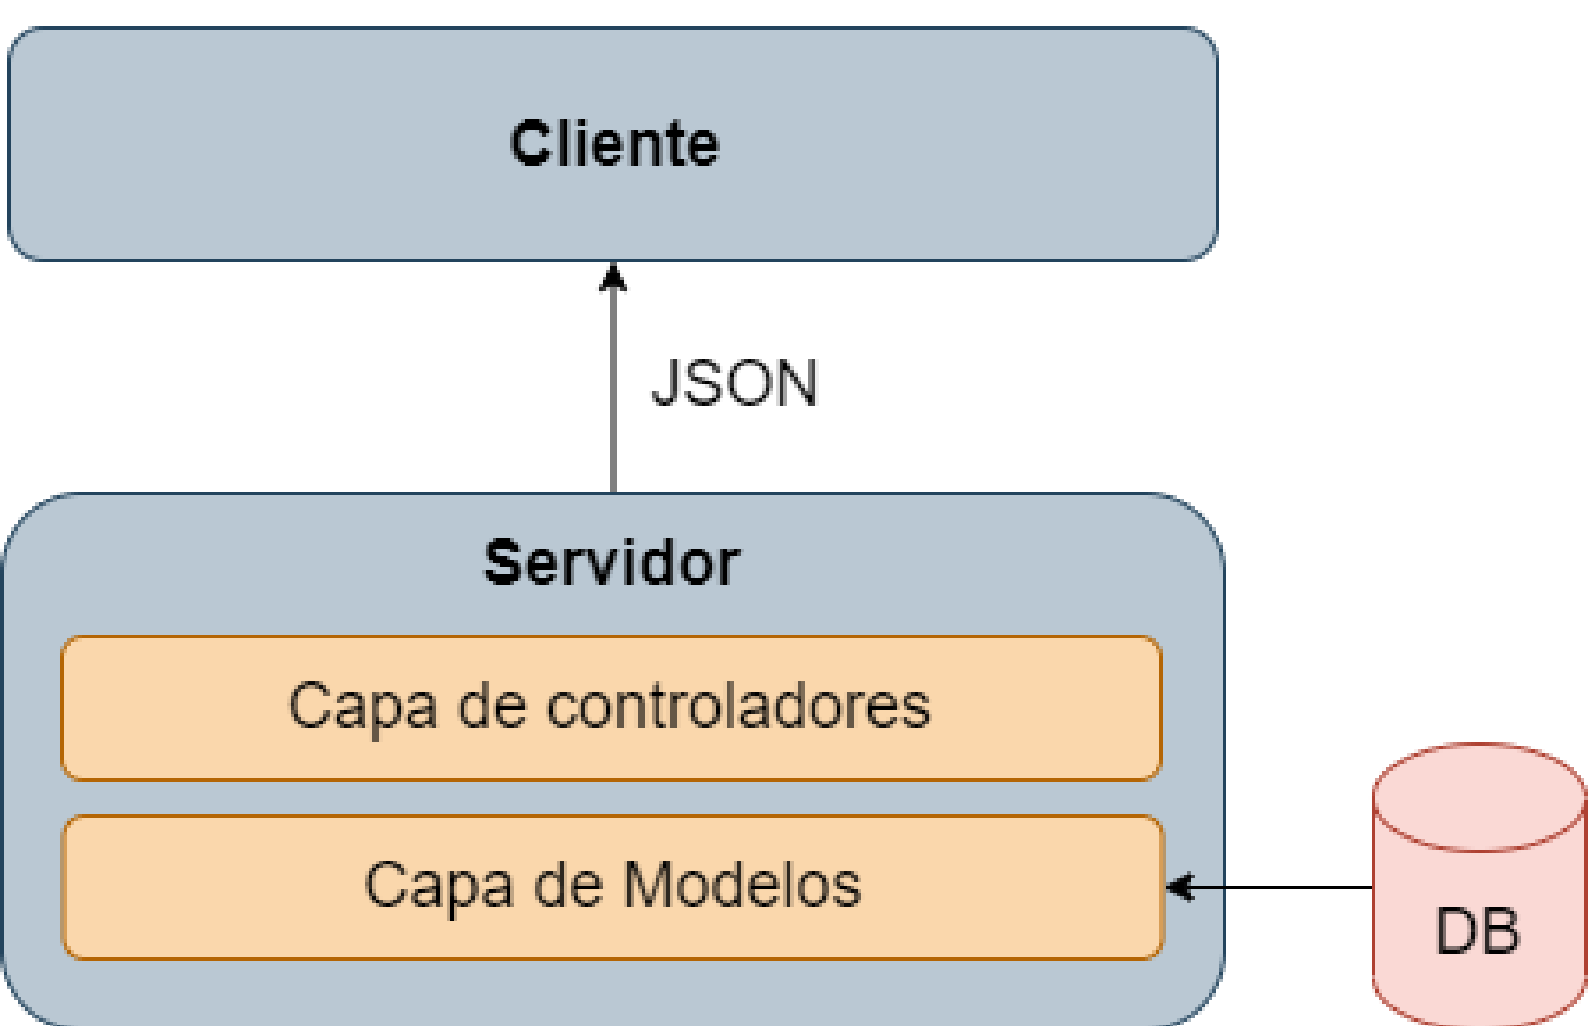 Cliente
JSON
Servidor
Capa de controladores
Capa de Modelos
DB